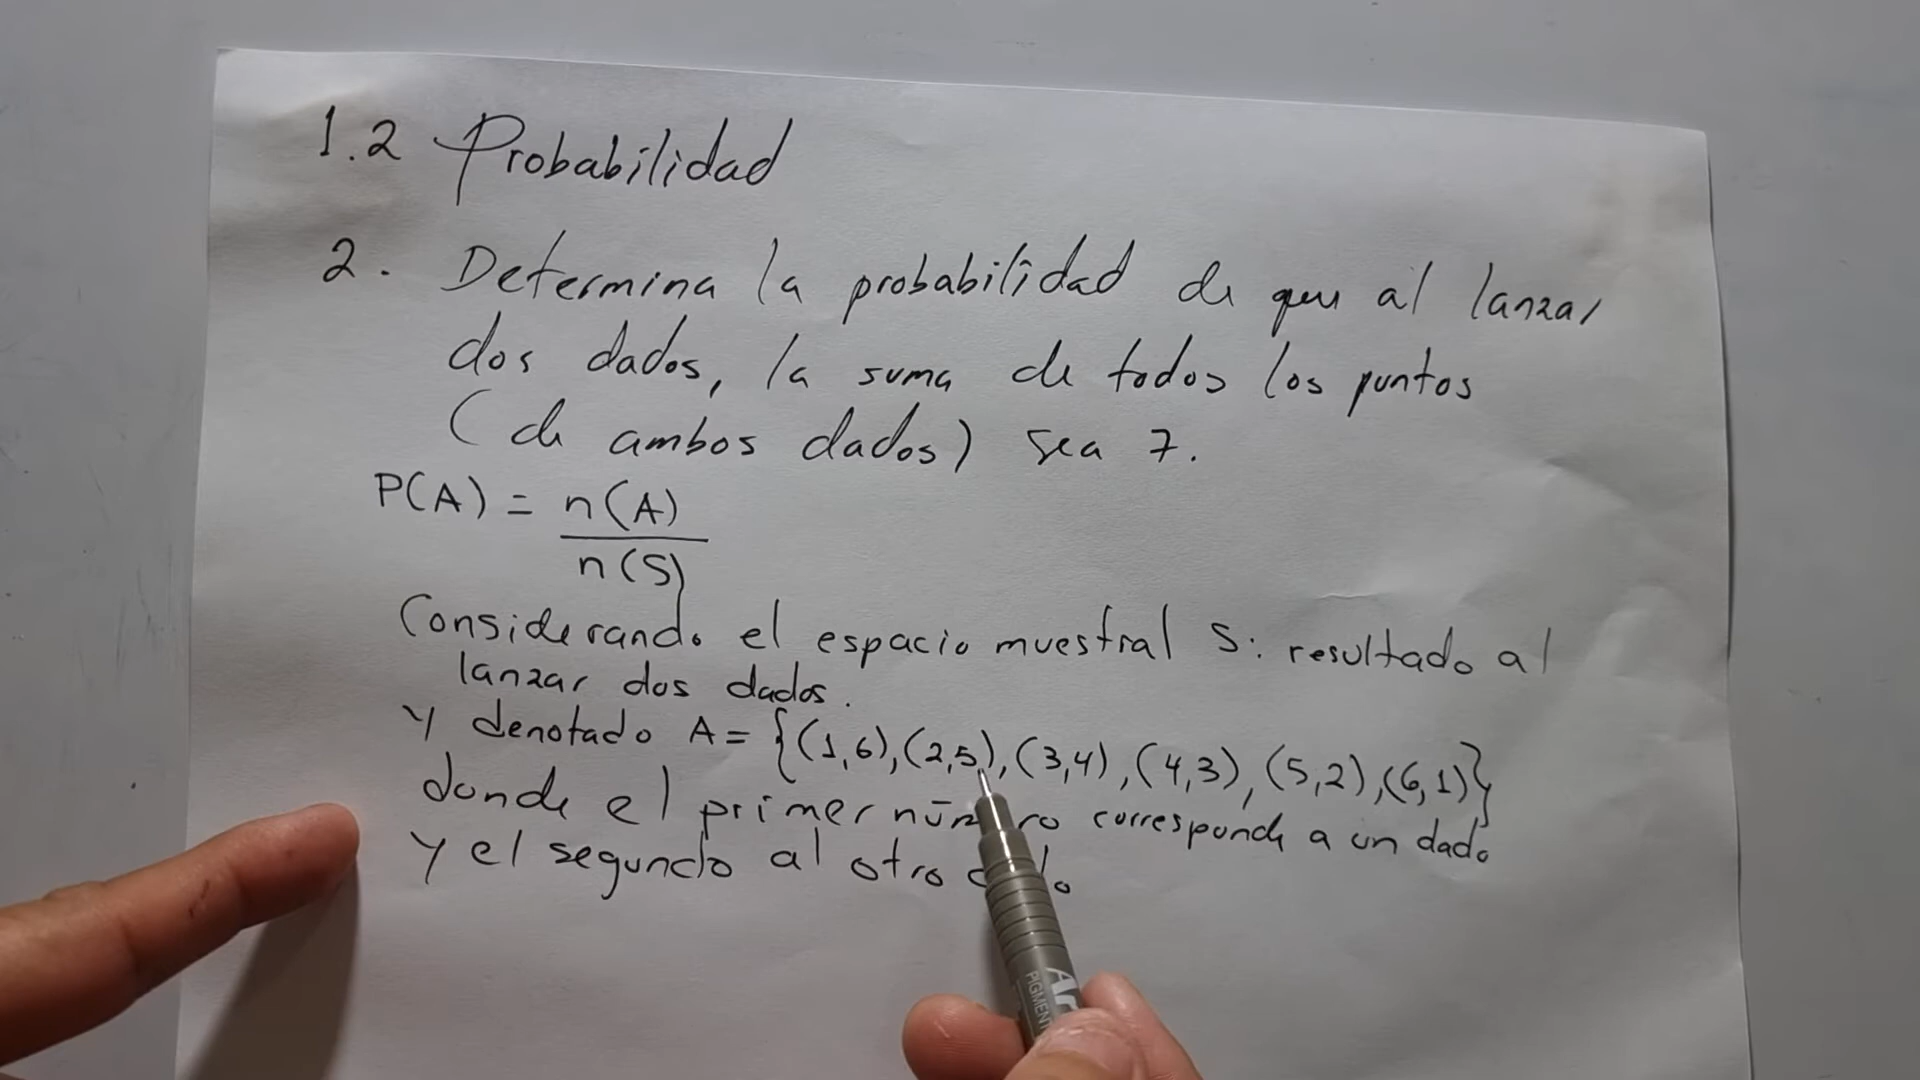 1.2 Probabilidad
2. Determina la probabilidad de que al lanzar
dos dados, la suma de todos los puntos
(de ambos dados) sea 7.
P(A) = n(A)
n(S)
Considerando el espacio muestral S: resultado al
lanzar dos dados.
Y denotado A = {(1,6),(2,5),(3,4),(4,3),(5,2),(6,1)}
donde el primer corresponde a un dado
y el segundo al otro
PIGMENT